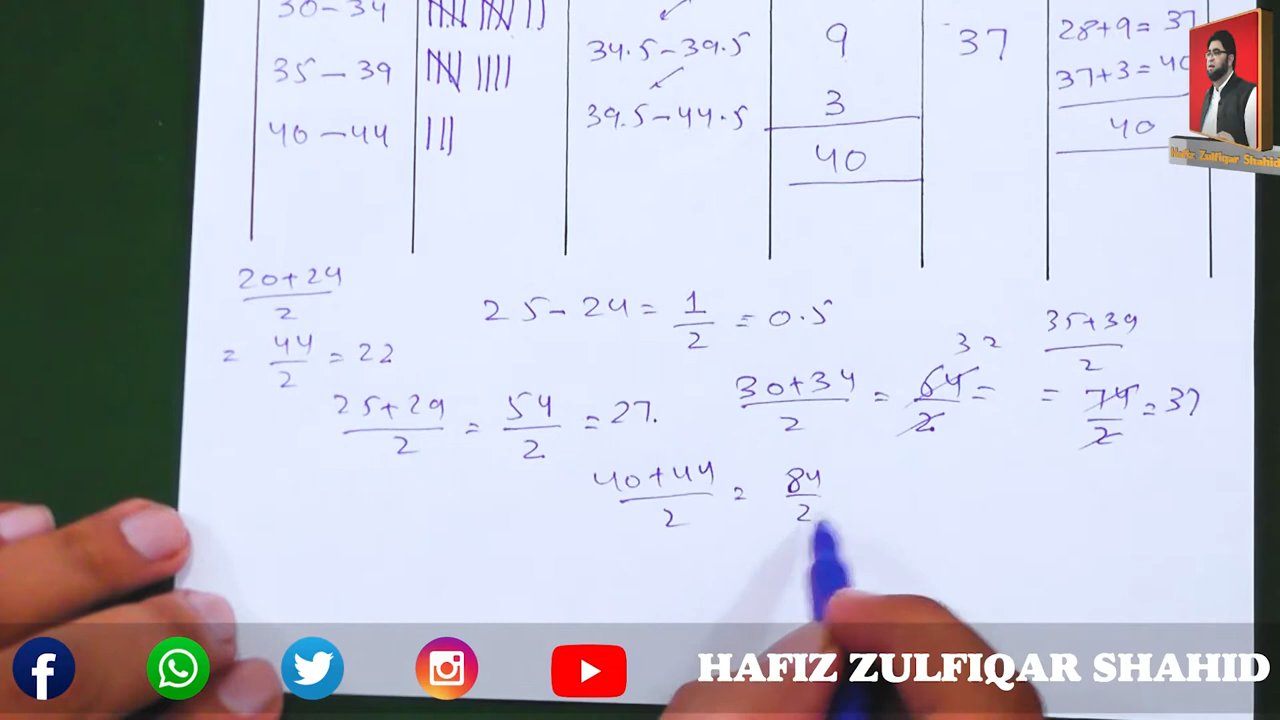 30-34 28+9=37
35-39 34.5-39.5 9 37 37+3=40
40-44 39.5-44.5 3 40
40
20+24/2 25-24=1/2=0.5 35+39/2
= 44/2=22 30+34/2 = 64/2 = 32 = 74/2=37
25+29/2 = 54/2 = 27.
40+44/2 = 84/2
Hafiz Zulfiqar Shahid
HAFIZ ZULFIQAR SHAHID